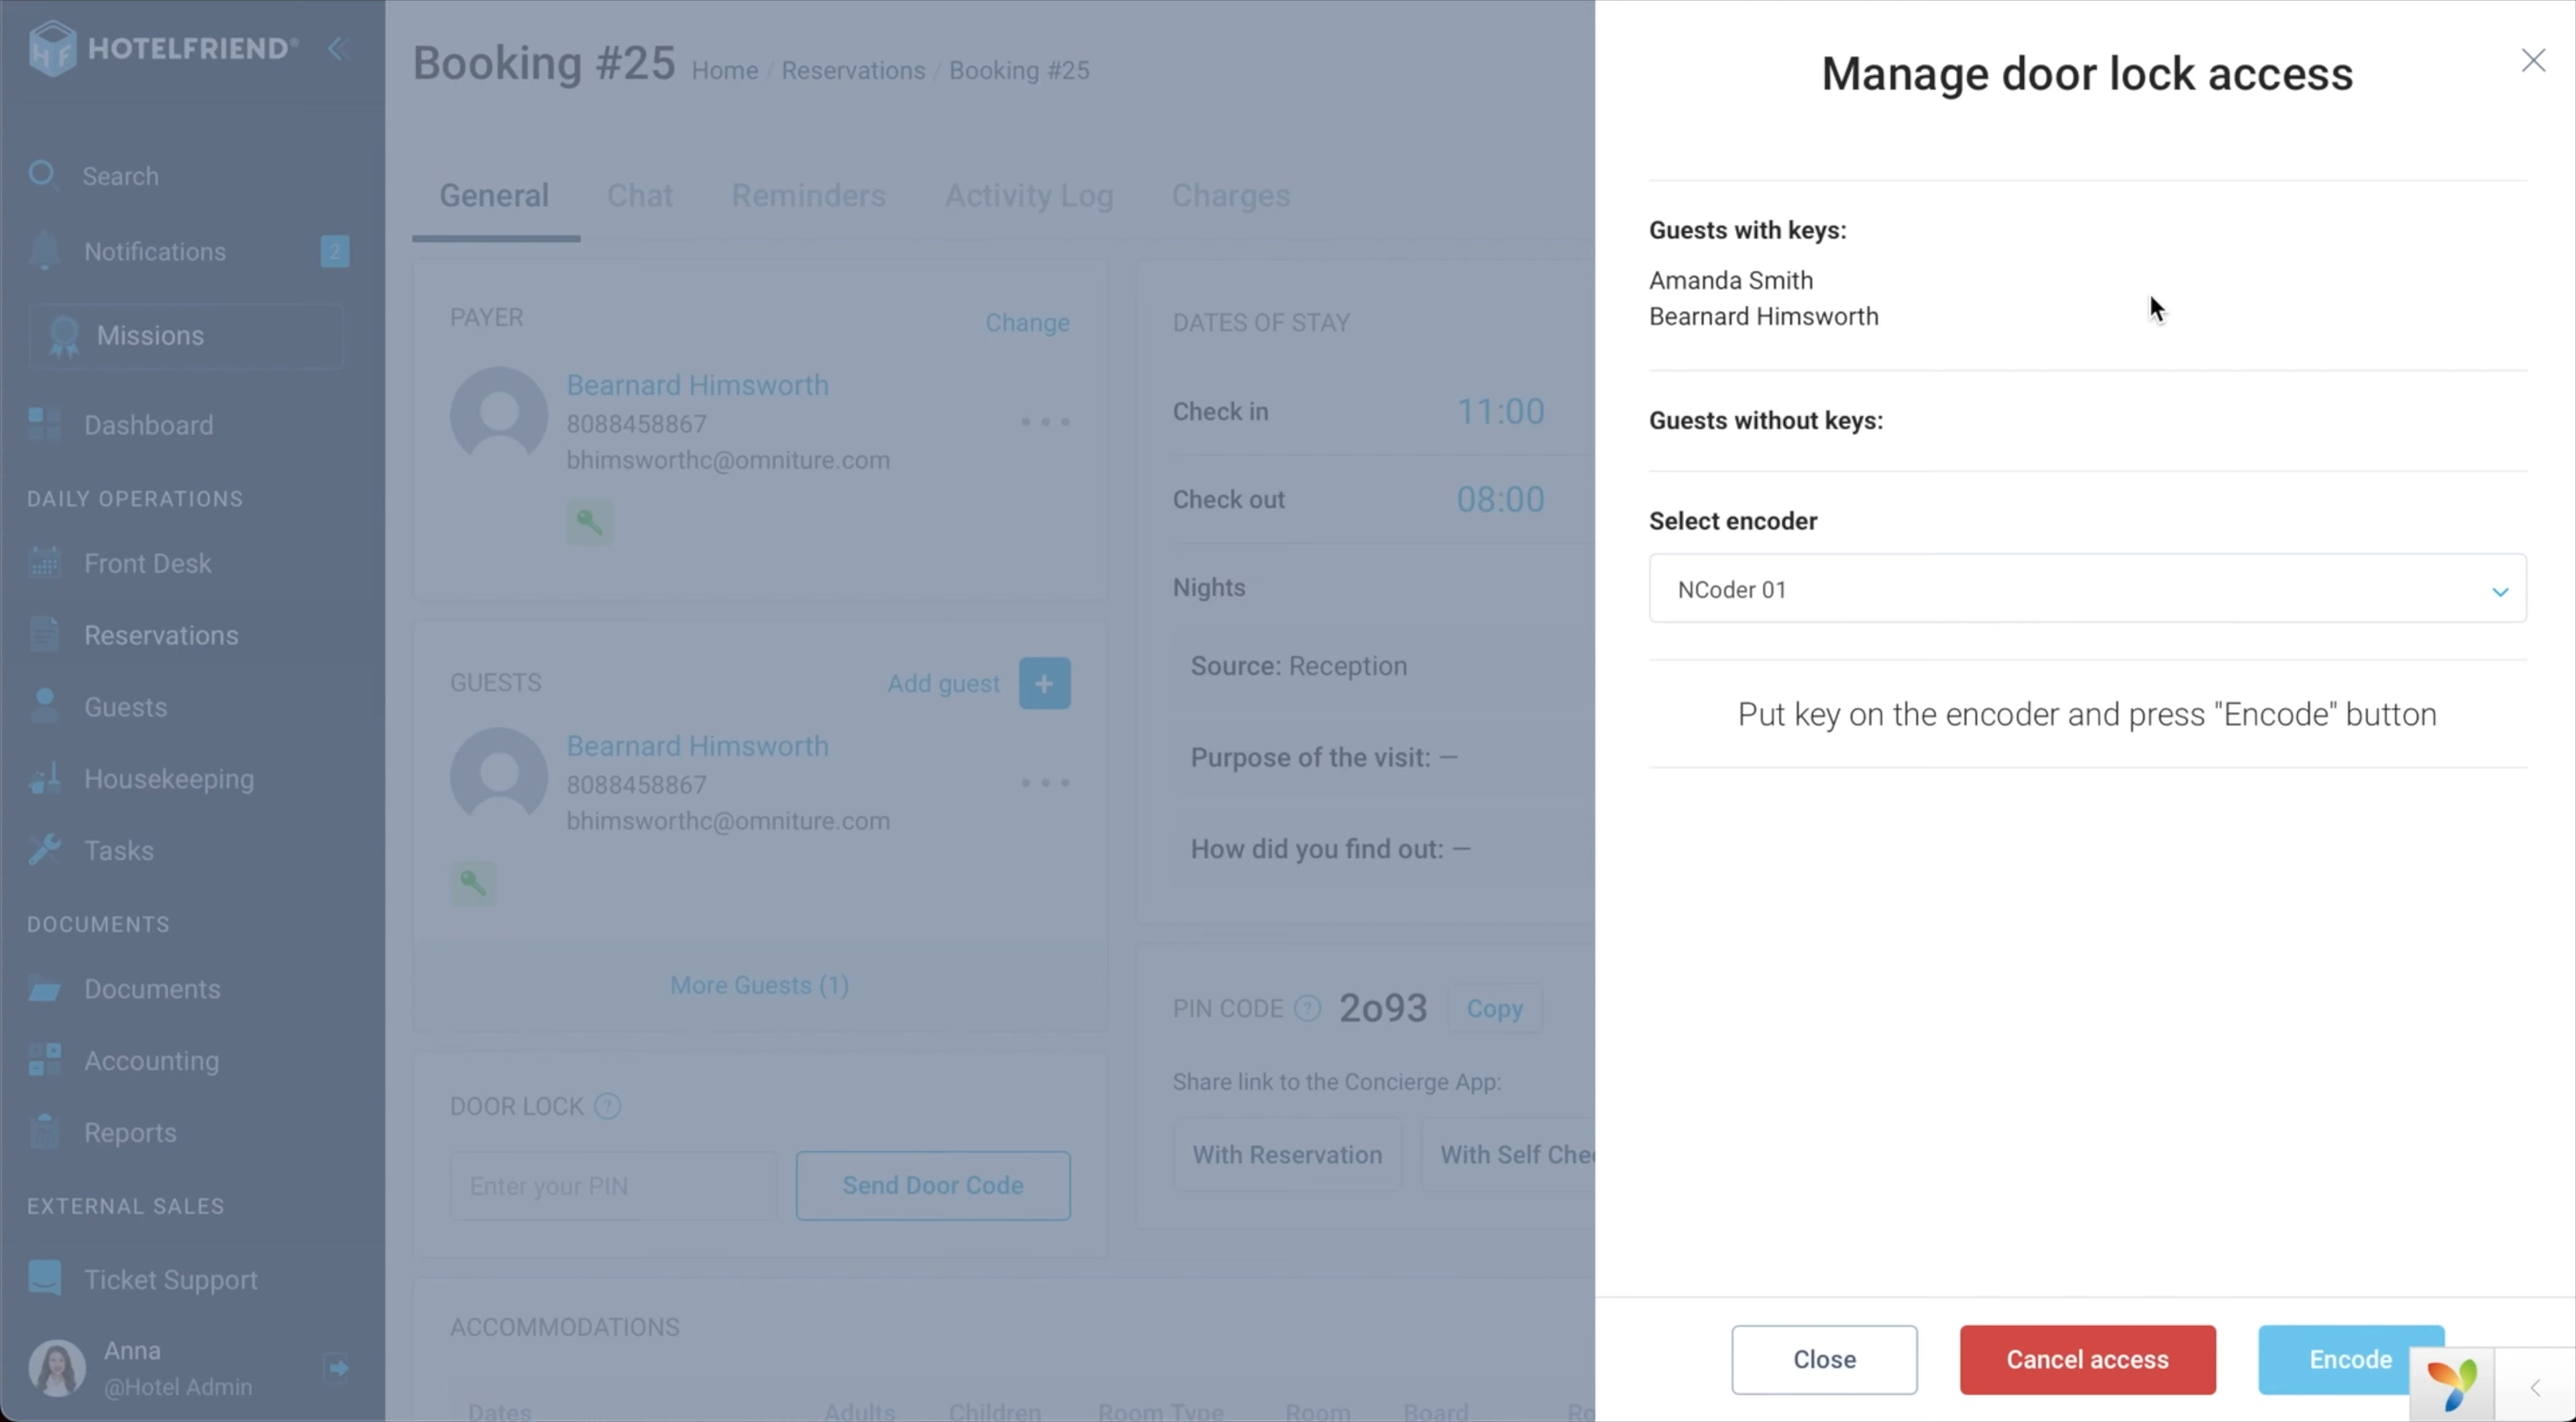 HOTELFRIEND®
Search
Notifications 2
Missions
Dashboard
DAILY OPERATIONS
Front Desk
Reservations
Guests
Housekeeping
Tasks
DOCUMENTS
Documents
Accounting
Reports
EXTERNAL SALES
Ticket Support
Anna
@Hotel Admin
Booking #25 Home / Reservations / Booking #25
General Chat Reminders Activity Log Charges
PAYER Change
Bearnard Himsworth
8088458867
bhimsworthc@omniture.com
GUESTS Add guest +
Bearnard Himsworth
8088458867
bhimsworthc@omniture.com
More Guests (1)
DOOR LOCK ?
Enter your PIN Send Door Code
DATES OF STAY
Check in 11:00
Check out 08:00
Nights
Source: Reception
Purpose of the visit: —
How did you find out: —
PIN CODE ? 2o93 Copy
Share link to the Concierge App:
With Reservation With Self Chec
ACCOMMODATIONS
Dates Adults Children Room Type Room Board Ro
Manage door lock access
Guests with keys:
Amanda Smith
Bearnard Himsworth
Guests without keys:
Select encoder
NCoder 01
Put key on the encoder and press "Encode" button
Close Cancel access Encode